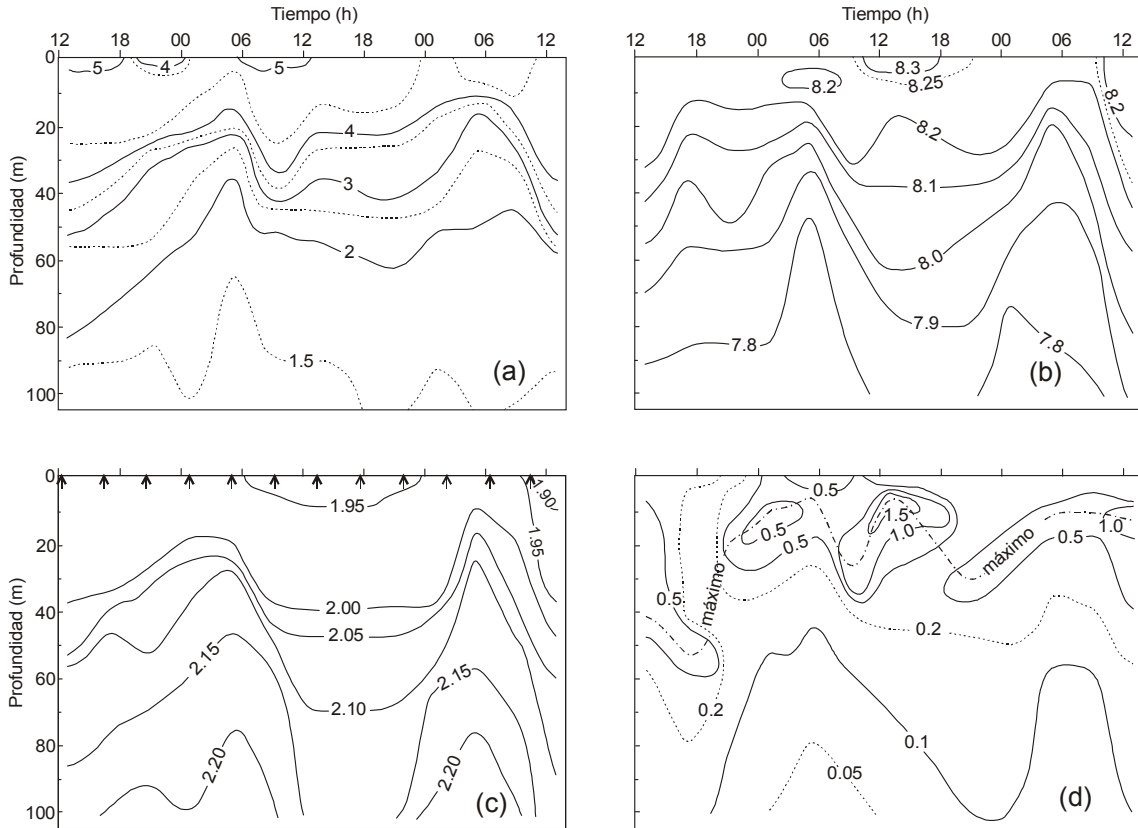 Tiempo (h)
12 18 00 06 12 18 00 06 12
0
20
40
60
80
100
Profundidad (m)
5 4 5
4
3
2
1.5
(a)
Tiempo (h)
12 18 00 06 12 18 00 06 12
8.3
8.2 8.25
8.2
8.2
8.1
8.0
7.9
7.8 7.8
(b)
0
20
40
60
80
100
Profundidad (m)
1.95
1.90
1.95
2.00
2.05
2.15 2.15
2.10
2.20 2.20
(c)
0.5
1.5
0.5 1.0 1.0
0.5 0.5
máximo
0.5 máximo
0.2
0.2
0.1
0.05
(d)